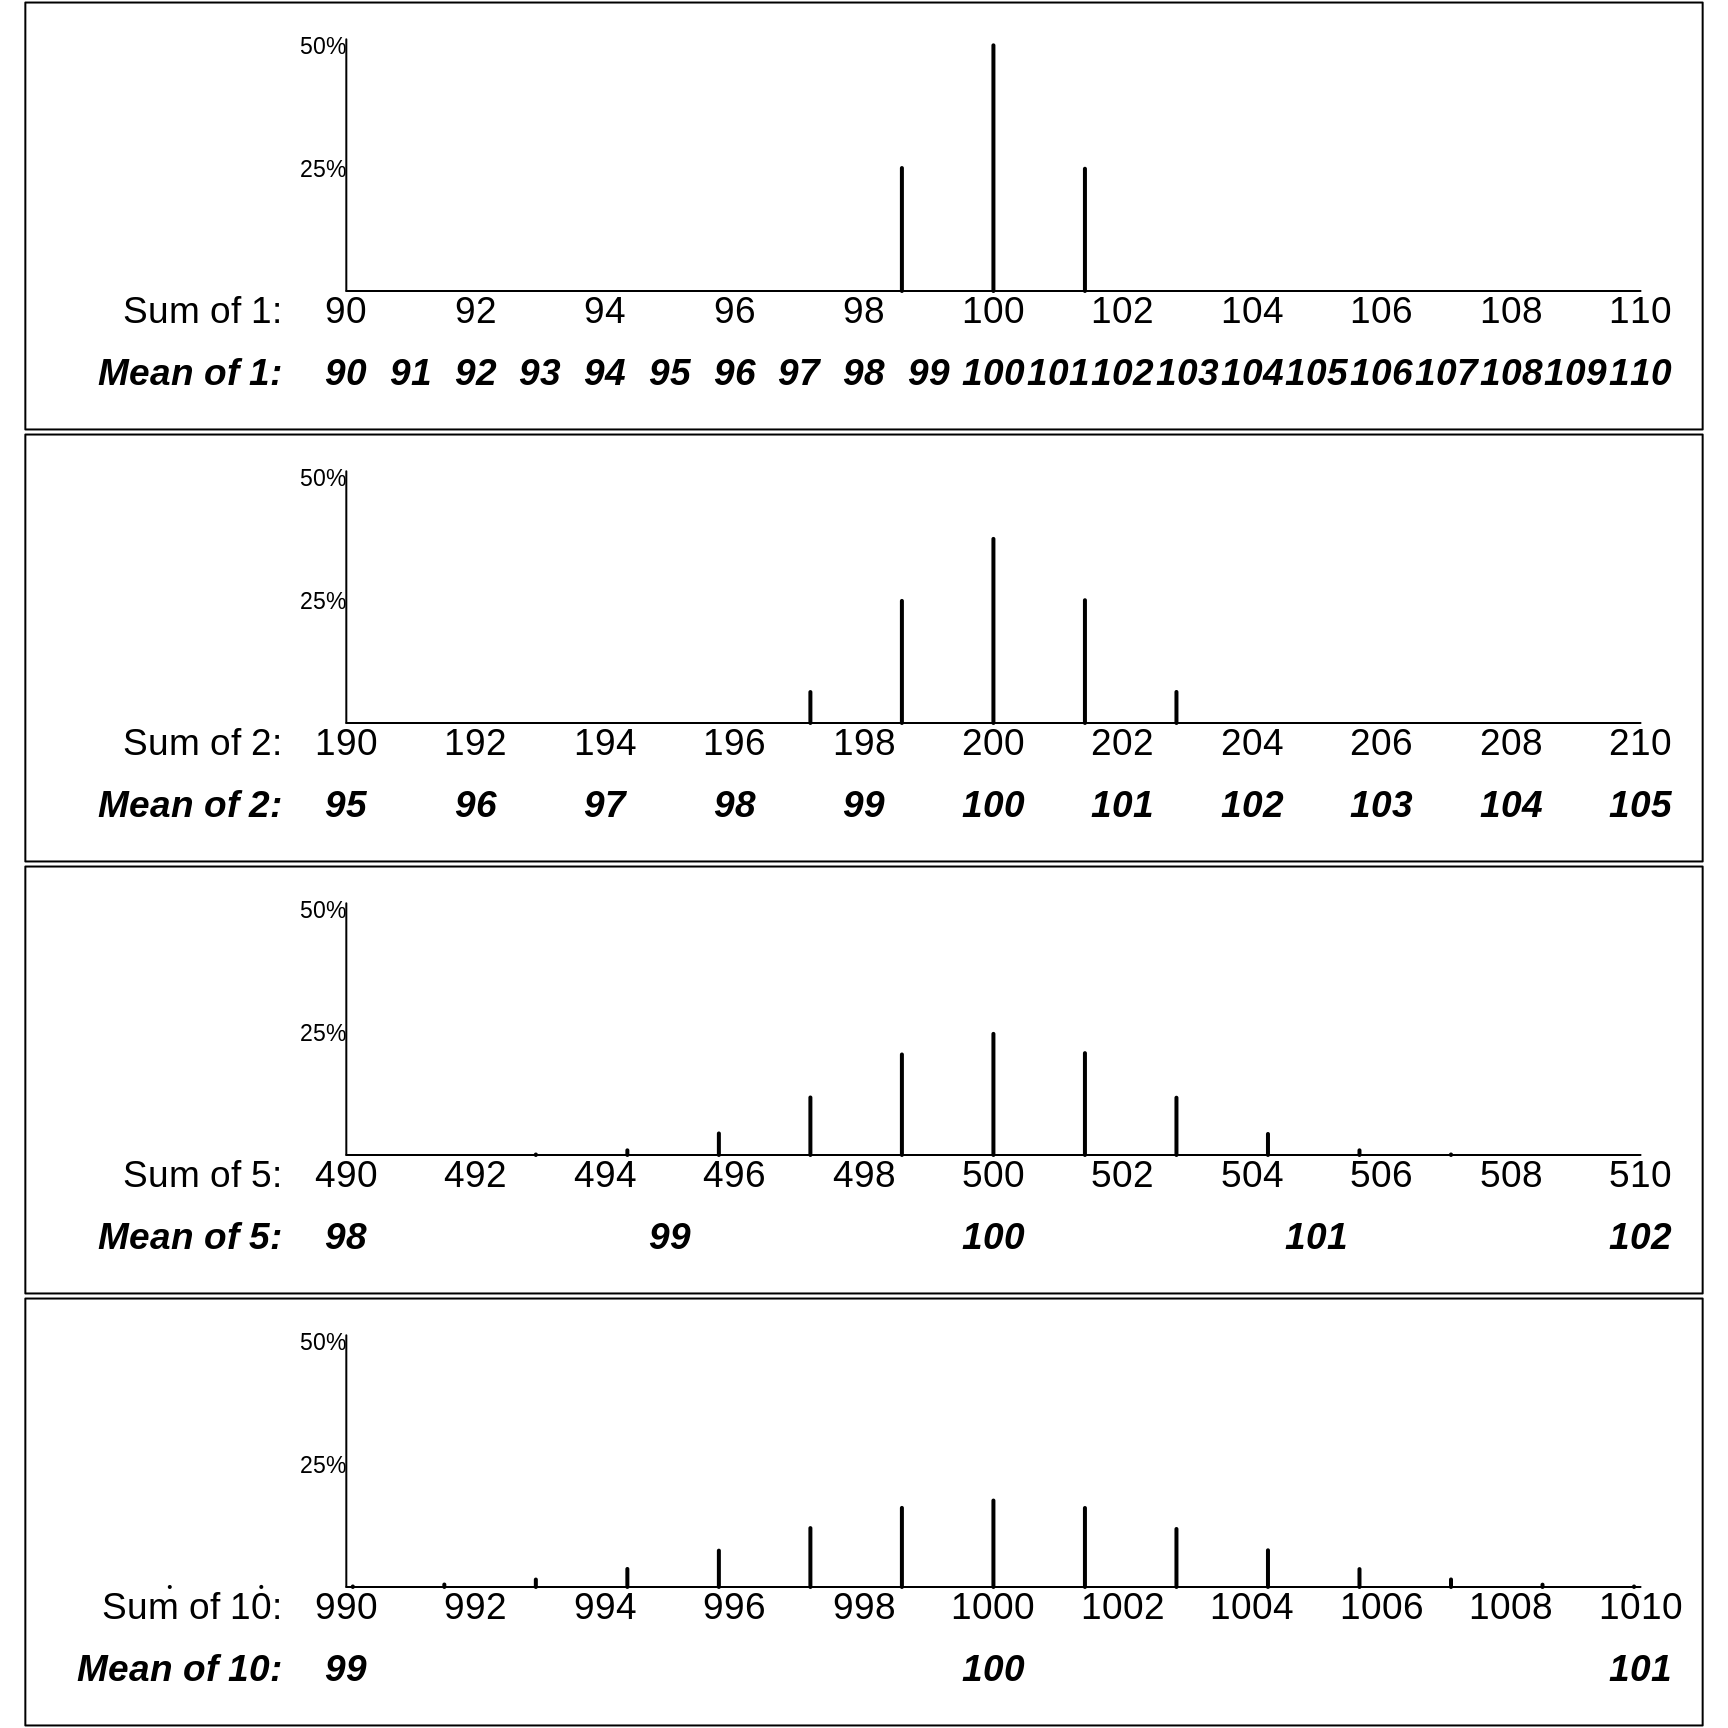 50%
25%
Sum of 1: 90 92 94 96 98 100 102 104 106 108 110
Mean of 1: 90 91 92 93 94 95 96 97 98 99 100 101 102 103 104 105 106 107 108 109 110
50%
25%
Sum of 2: 190 192 194 196 198 200 202 204 206 208 210
Mean of 2: 95 96 97 98 99 100 101 102 103 104 105
50%
25%
Sum of 5: 490 492 494 496 498 500 502 504 506 508 510
Mean of 5: 98 99 100 101 102
50%
25%
Sum of 10: 990 992 994 996 998 1000 1002 1004 1006 1008 1010
Mean of 10: 99 100 101